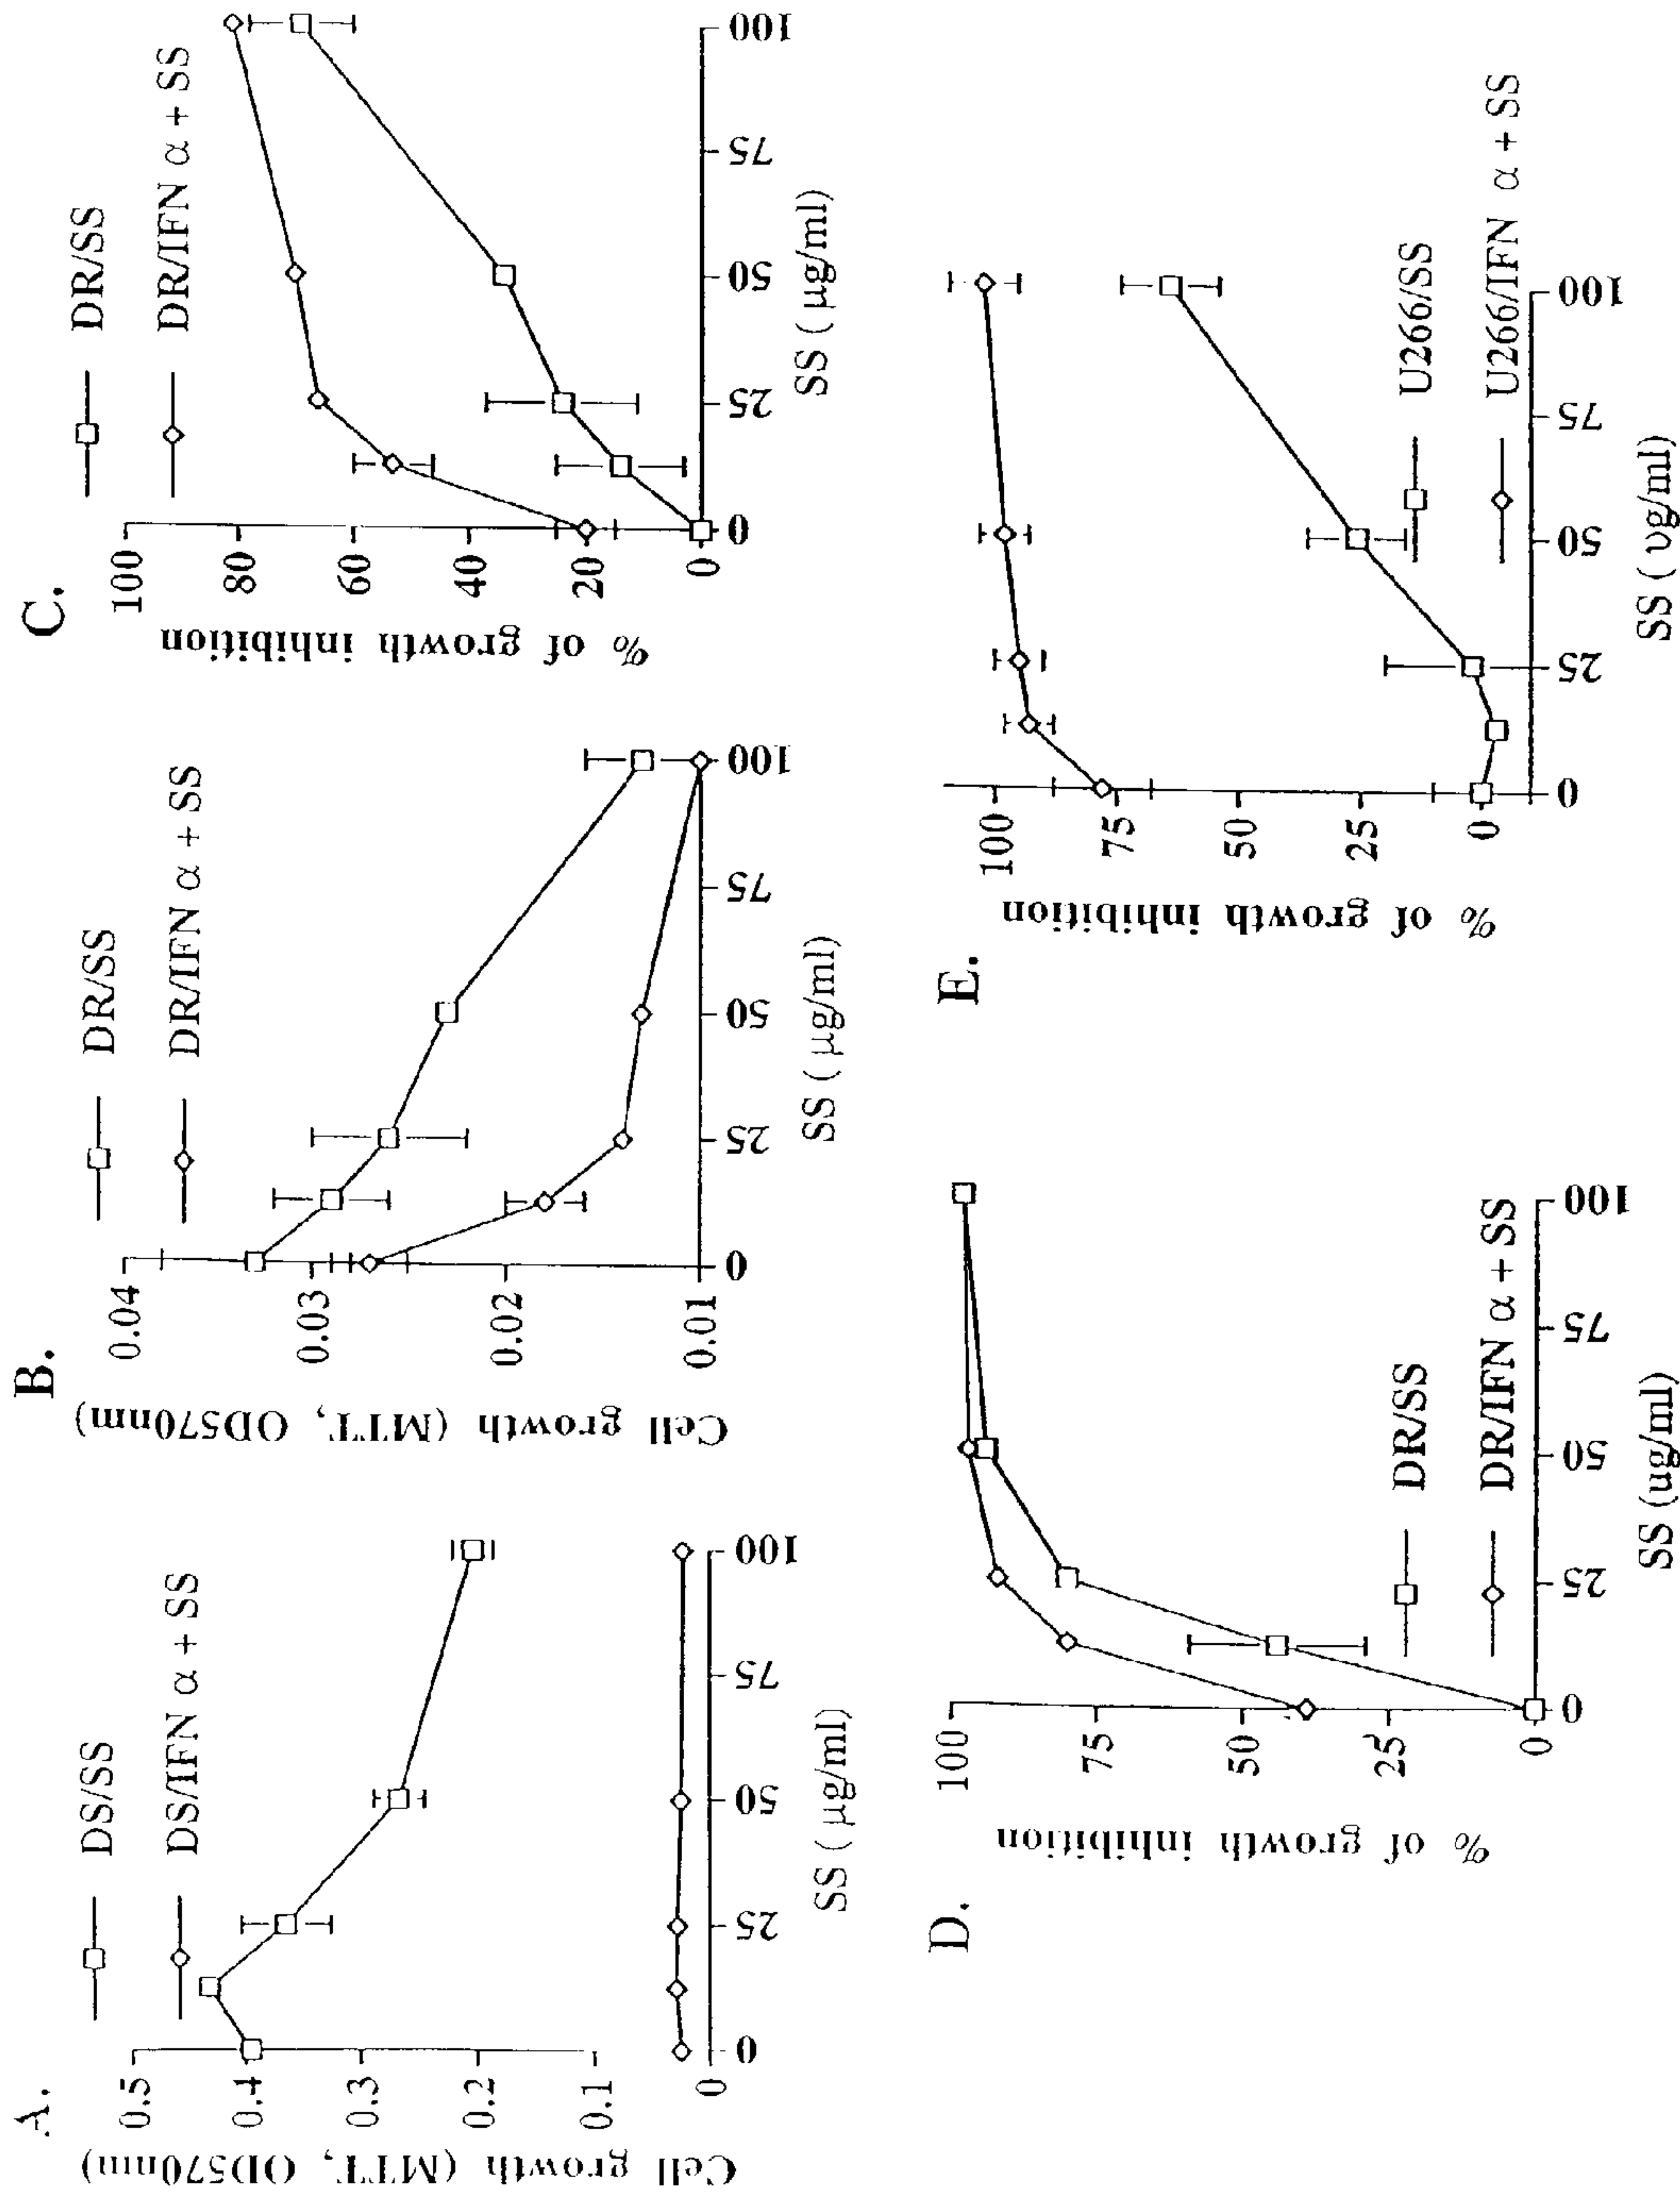 A.
DS/SS
DS/IFN α + SS
Cell growth (MTT, OD570nm)
0.5
0.4
0.3
0.2
0.1
0
0
25
50
75
100
SS ( µg/ml)
B.
DR/SS
DR/IFN α + SS
Cell growth (MTT, OD570nm)
0.04
0.03
0.02
0.01
0
25
50
75
100
SS ( µg/ml)
C.
DR/SS
DR/IFN α + SS
% of growth inhibition
100
80
60
40
20
0
0
25
50
75
100
SS ( µg/ml)
D.
% of growth inhibition
100
75
50
25
0
DR/SS
DR/IFN α + SS
0
25
50
75
100
SS (ug/ml)
E.
% of growth inhibition
100
75
50
25
0
U266/SS
U266/IFN α + SS
0
25
50
75
100
SS ( υg/ml)